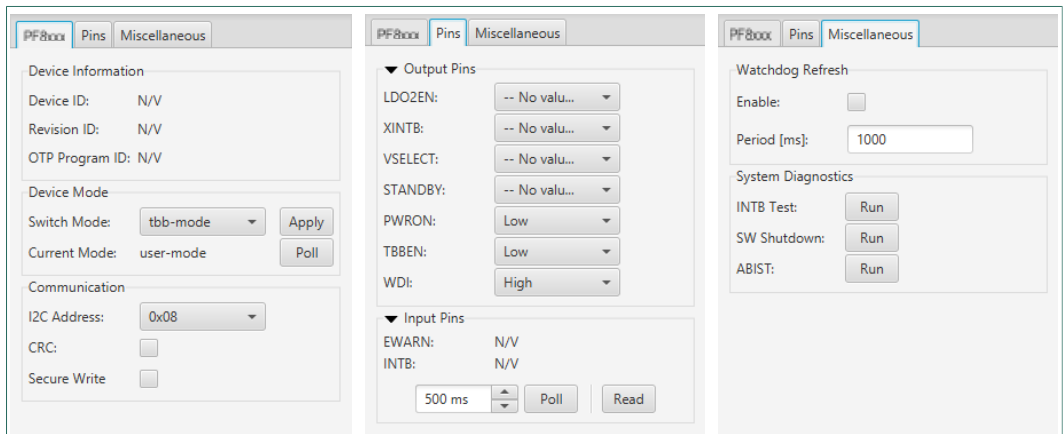 PF8xxx Pins Miscellaneous
Device Information
Device ID: N/V
Revision ID: N/V
OTP Program ID: N/V
Device Mode
Switch Mode: tbb-mode Apply
Current Mode: user-mode Poll
Communication
I2C Address: 0x08
CRC:
Secure Write
PF8xxx Pins Miscellaneous
Output Pins
LDO2EN: -- No valu...
XINTB: -- No valu...
VSELECT: -- No valu...
STANDBY: -- No valu...
PWRON: Low
TBBEN: Low
WDI: High
Input Pins
EWARN: N/V
INTB: N/V
500 ms Poll Read
PF8xxx Pins Miscellaneous
Watchdog Refresh
Enable:
Period [ms]: 1000
System Diagnostics
INTB Test: Run
SW Shutdown: Run
ABIST: Run